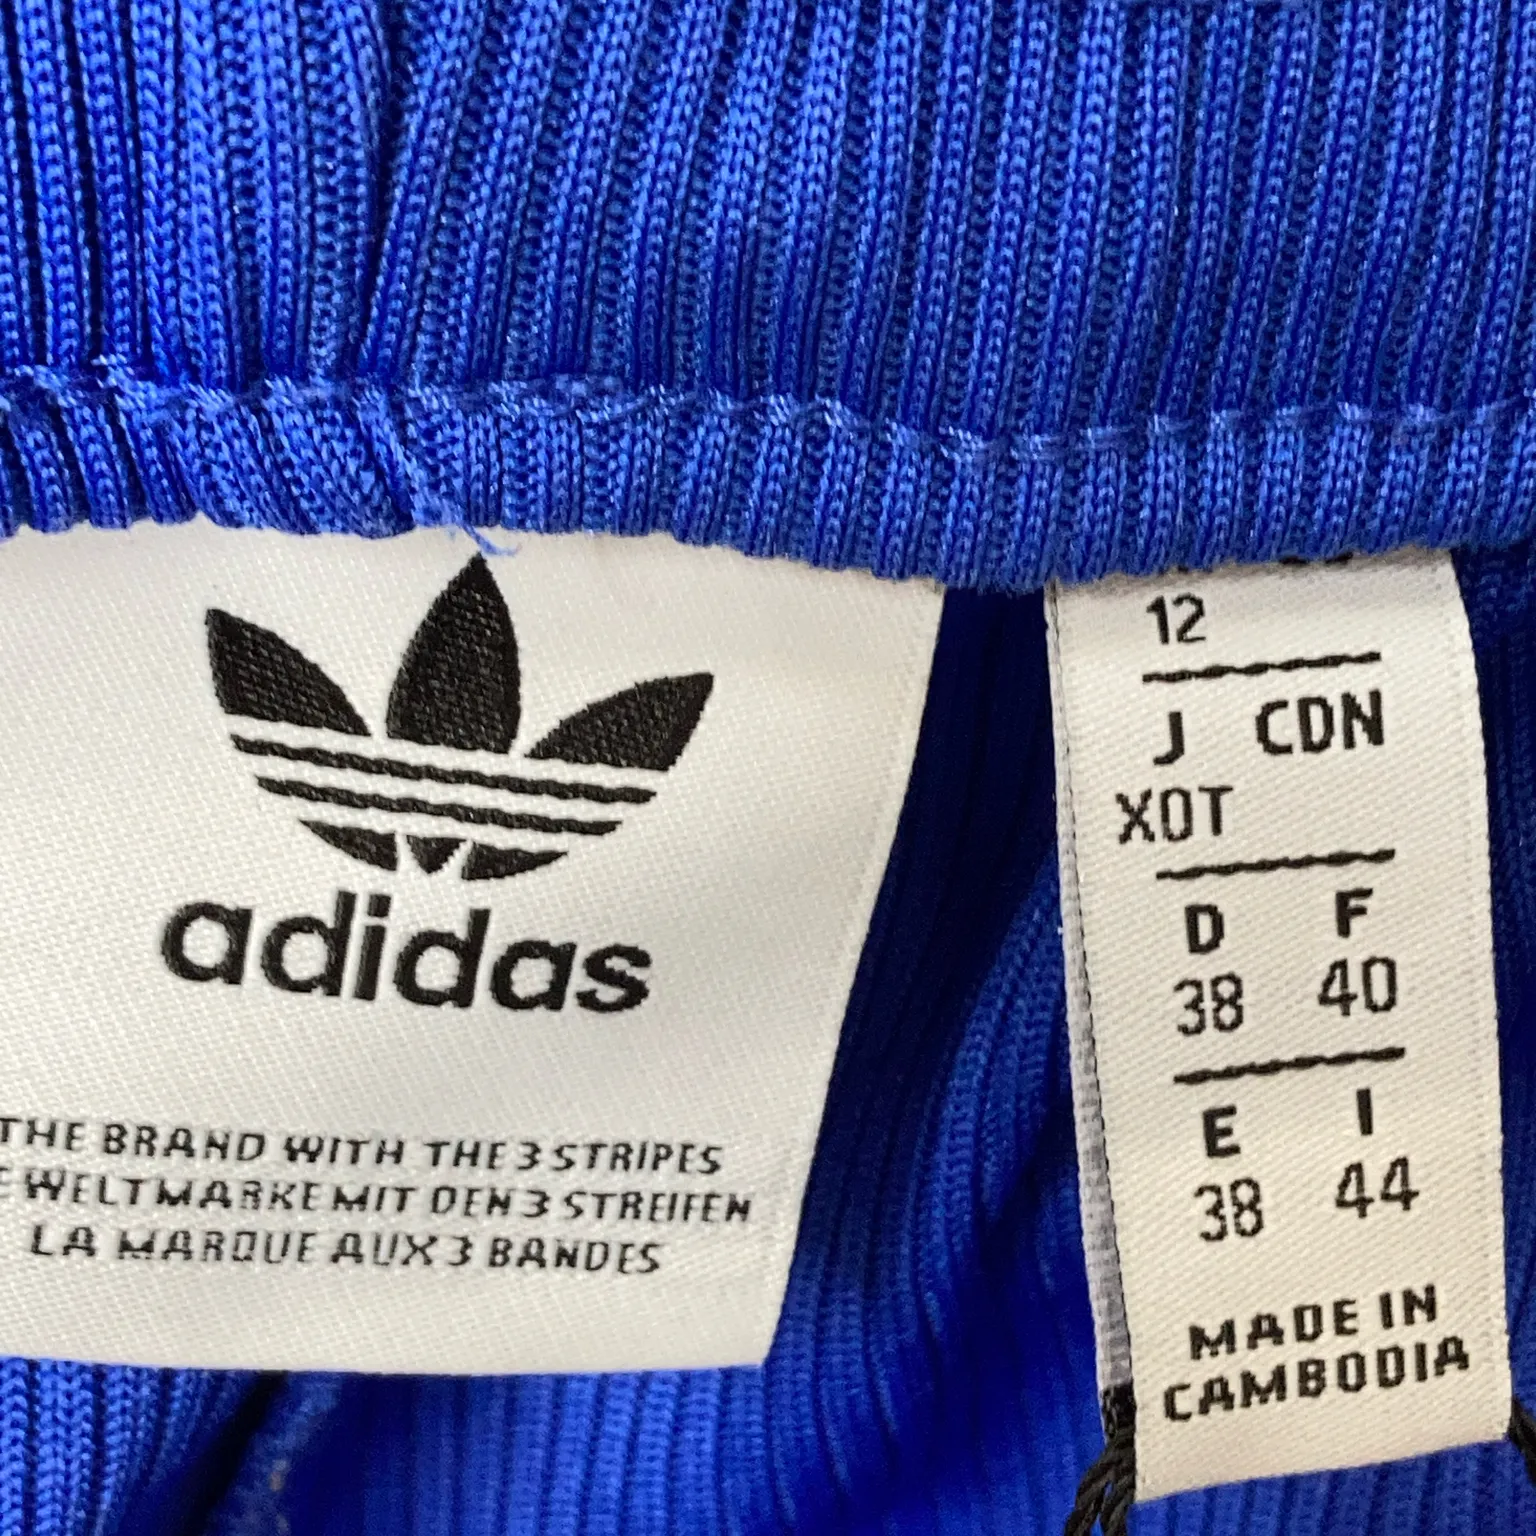 adidas
THE BRAND WITH THE 3 STRIPES
WELTMARKE MIT DEN 3 STREIFEN
LA MARQUE AUX 3 BANDES
12
J CDN
XOT
D F
38 40
E I
38 44
MADE IN
CAMBODIA